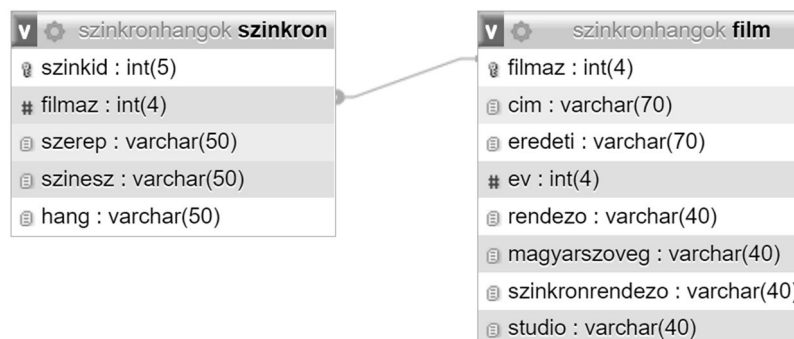 v szinkronhangok szinkron
szinkid : int(5)
# filmaz : int(4)
szerep : varchar(50)
szinesz : varchar(50)
hang : varchar(50)
v szinkronhangok film
filmaz : int(4)
cim : varchar(70)
eredeti : varchar(70)
# ev : int(4)
rendezo : varchar(40)
magyarszoveg : varchar(40)
szinkronrendezo : varchar(40)
studio : varchar(40)